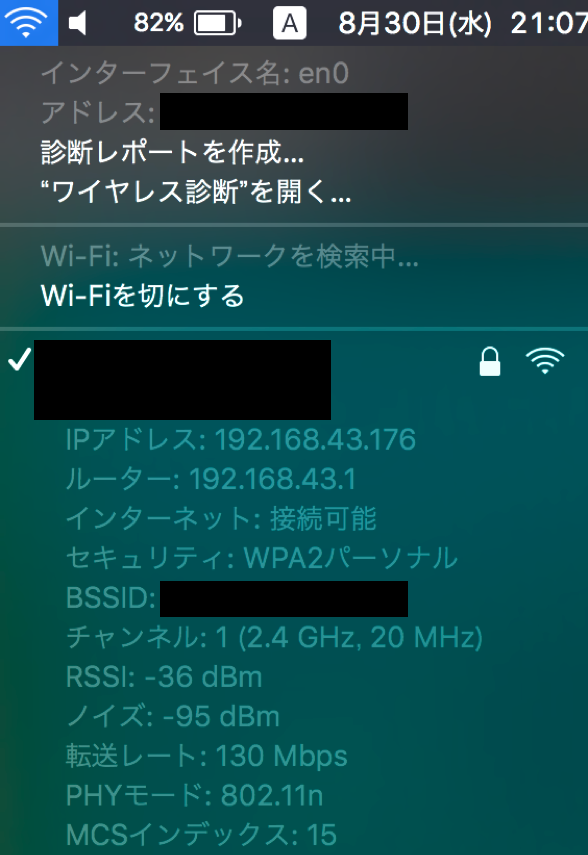 82% A 8月30日(水) 21:07
インターフェイス名: en0
アドレス:
診断レポートを作成...
“ワイヤレス診断”を開く...
Wi-Fi: ネットワークを検索中...
Wi-Fiを切にする
IPアドレス: 192.168.43.176
ルーター: 192.168.43.1
インターネット: 接続可能
セキュリティ: WPA2パーソナル
BSSID:
チャンネル: 1 (2.4 GHz, 20 MHz)
RSSI: -36 dBm
ノイズ: -95 dBm
転送レート: 130 Mbps
PHYモード: 802.11n
MCSインデックス: 15